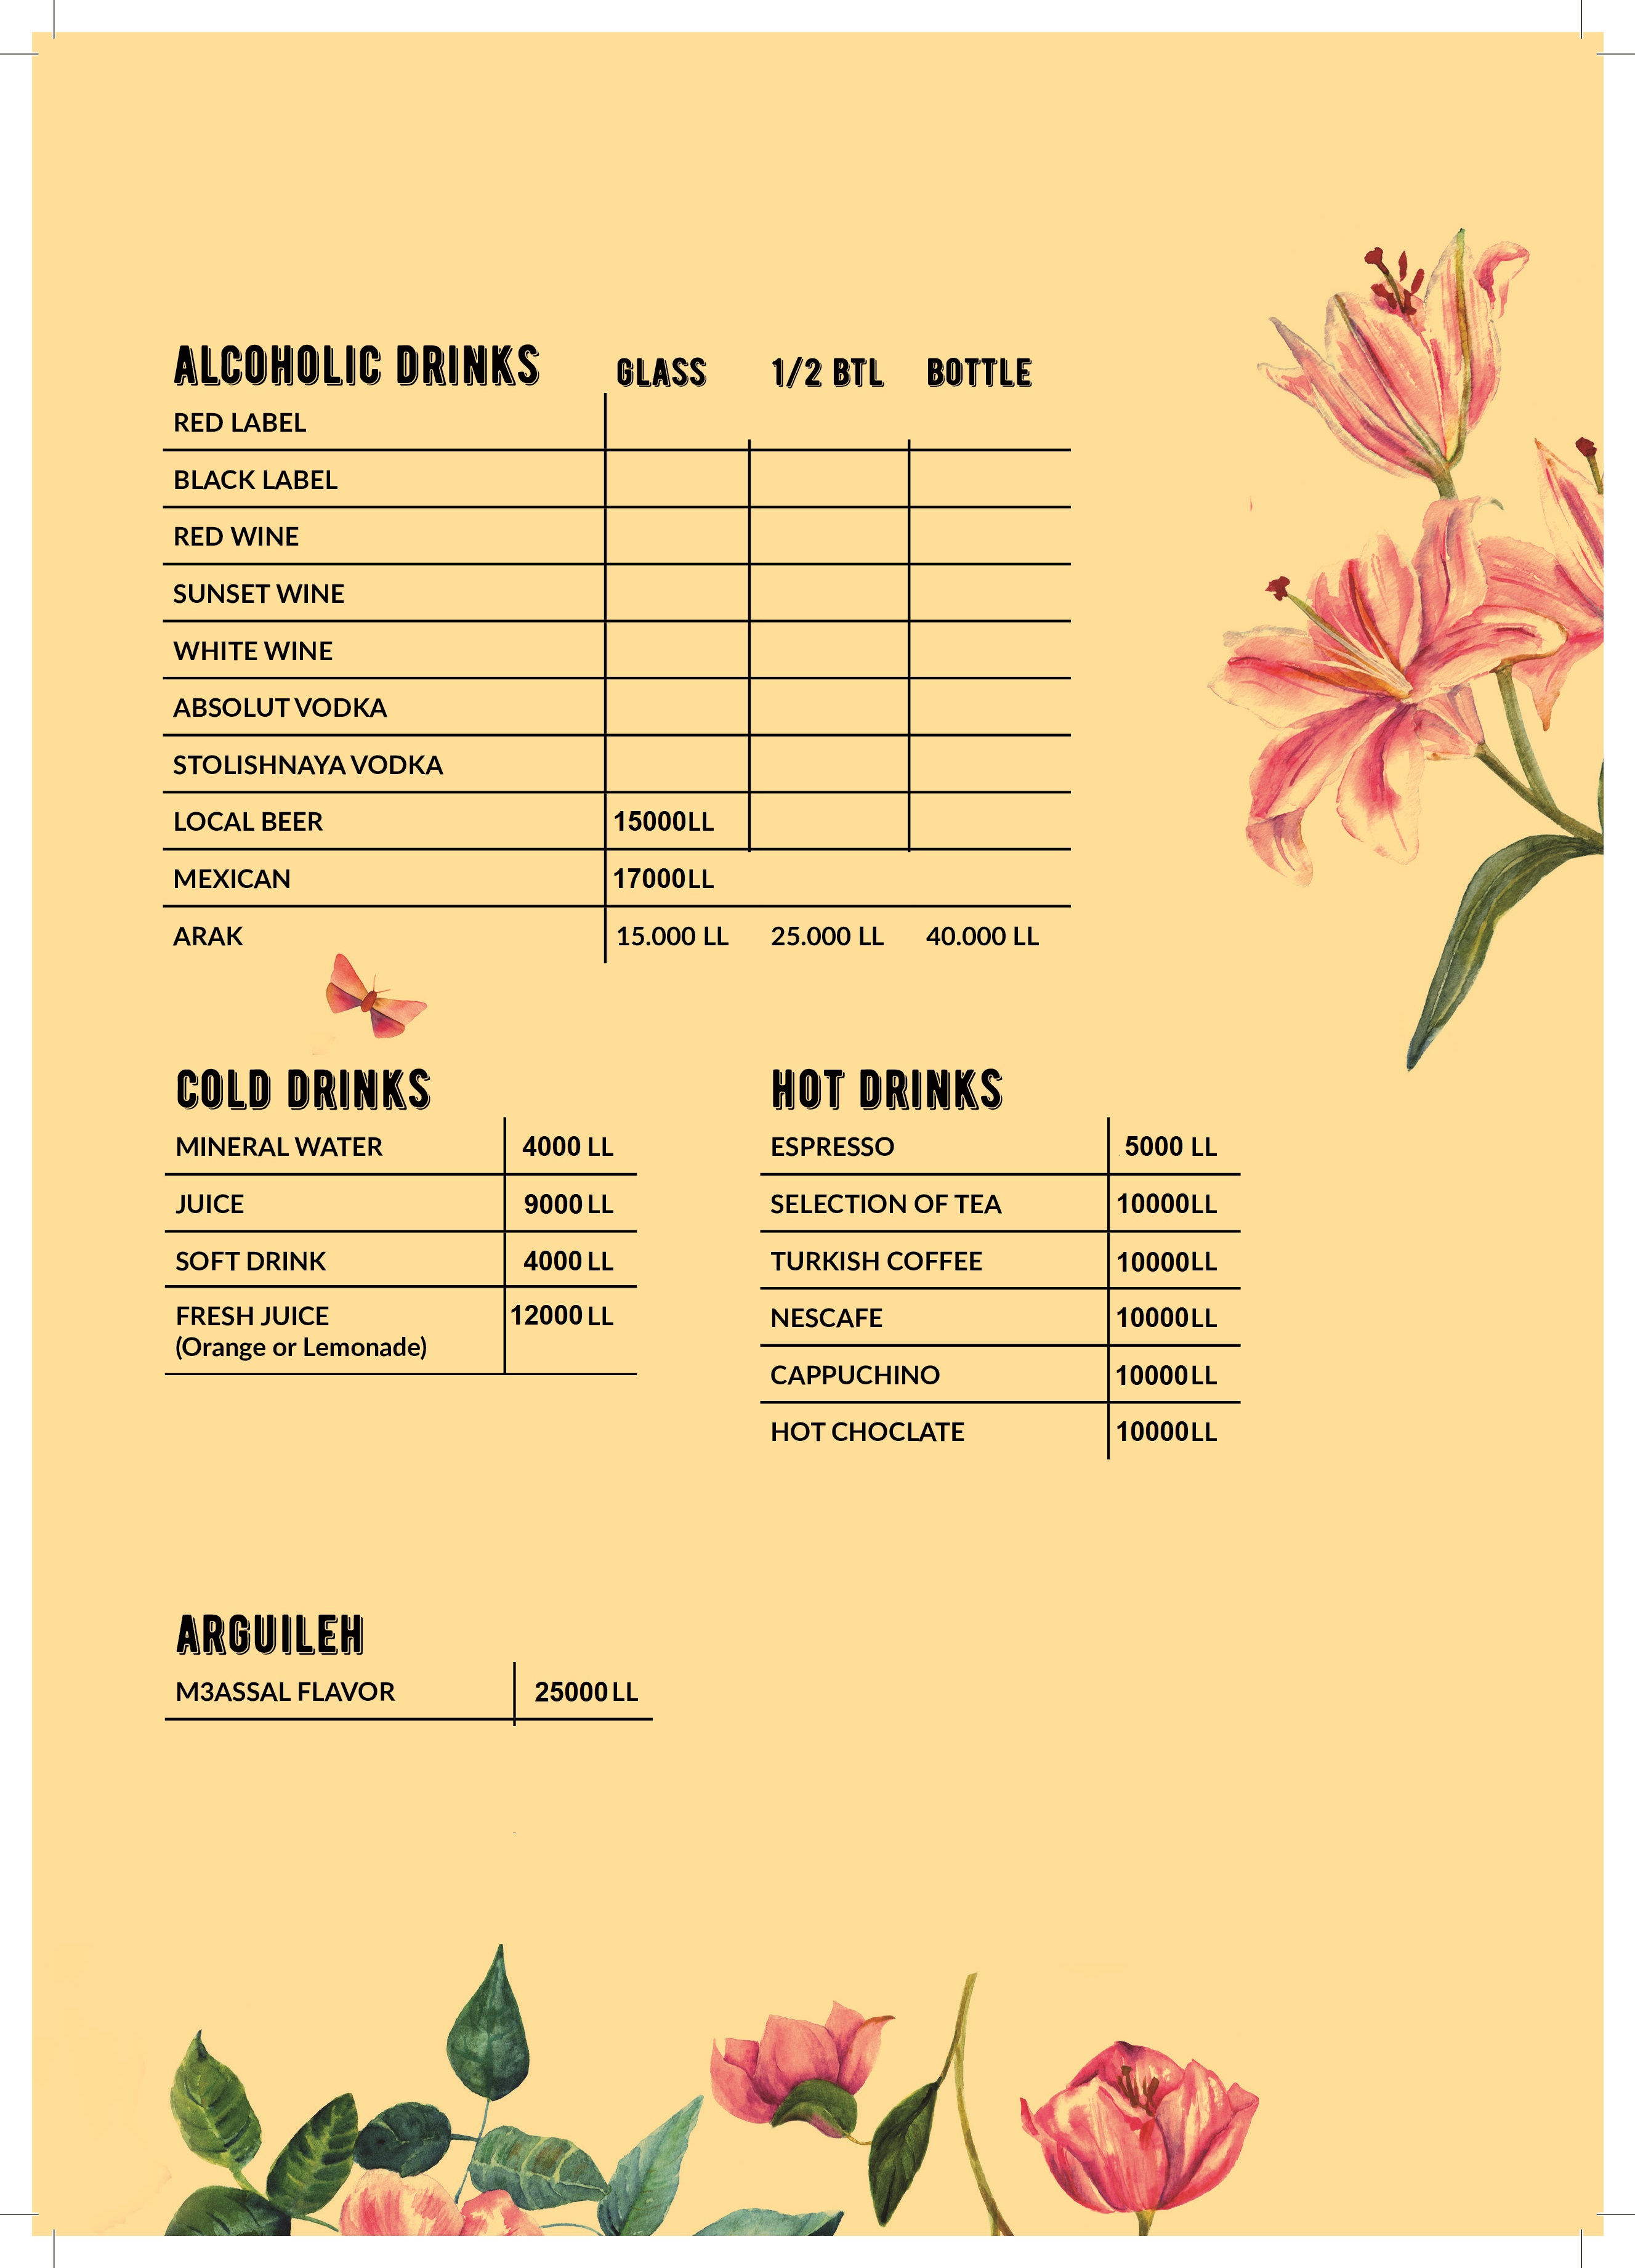 ALCOHOLIC DRINKS GLASS 1/2 BTL BOTTLE
RED LABEL
BLACK LABEL
RED WINE
SUNSET WINE
WHITE WINE
ABSOLUT VODKA
STOLISHNAYA VODKA
LOCAL BEER 15000LL
MEXICAN 17000LL
ARAK 15.000 LL 25.000 LL 40.000 LL
COLD DRINKS
MINERAL WATER 4000 LL
JUICE 9000 LL
SOFT DRINK 4000 LL
FRESH JUICE 12000 LL
(Orange or Lemonade)
HOT DRINKS
ESPRESSO 5000 LL
SELECTION OF TEA 10000LL
TURKISH COFFEE 10000LL
NESCAFE 10000LL
CAPPUCHINO 10000LL
HOT CHOCLATE 10000LL
ARGUILEH
M3ASSAL FLAVOR 25000 LL